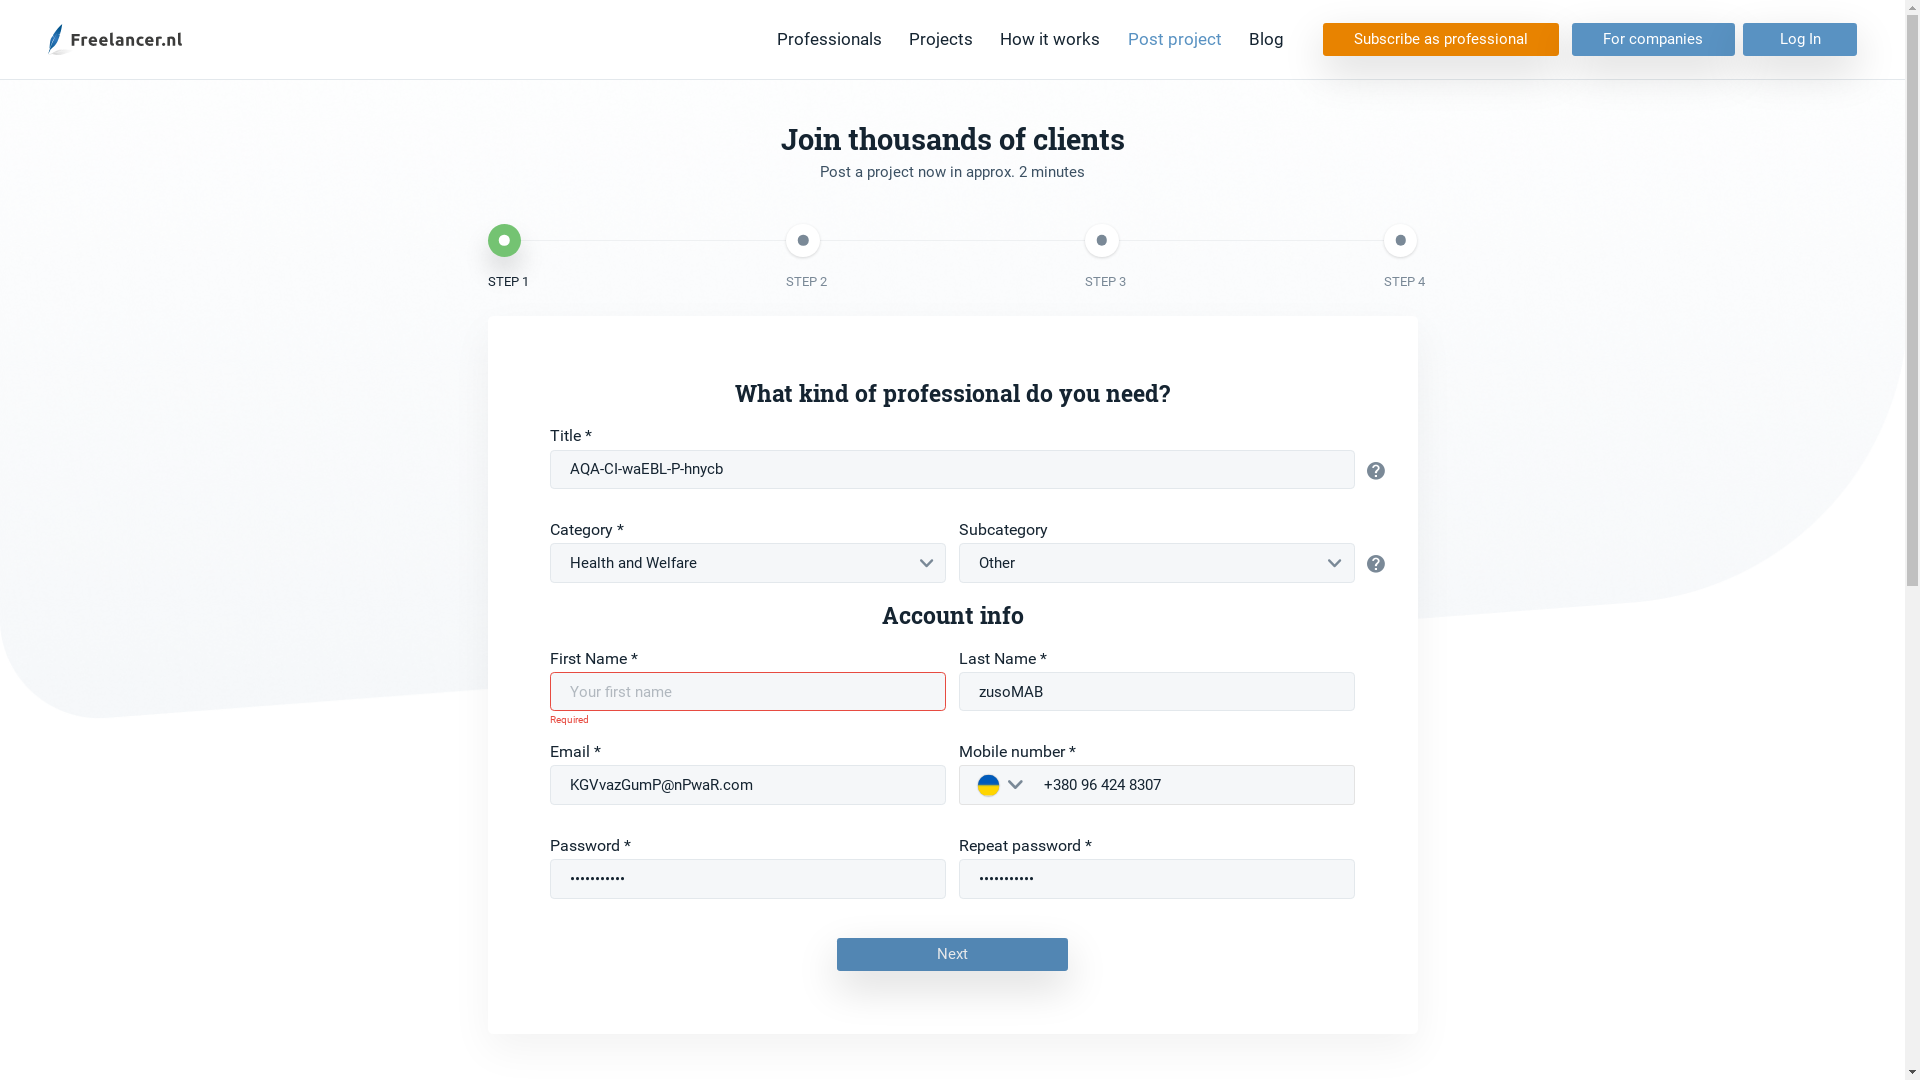 Freelancer.nl
Professionals
Projects
How it works
Post project
Blog
Subscribe as professional
For companies
Log In
Join thousands of clients
Post a project now in approx. 2 minutes
STEP 1
STEP 2
STEP 3
STEP 4
What kind of professional do you need?
Title *
AQA-CI-waEBL-P-hnycb
Category *
Subcategory
Health and Welfare
Other
Account info
First Name *
Last Name *
Your first name
zusoMAB
Required
Email *
Mobile number *
KGVvazGumP@nPwaR.com
+380 96 424 8307
Password *
Repeat password *
•••••••••••
•••••••••••
Next